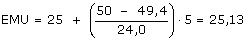 EMU = 25 + (50 − 49,4 / 24,0) · 5 = 25,13